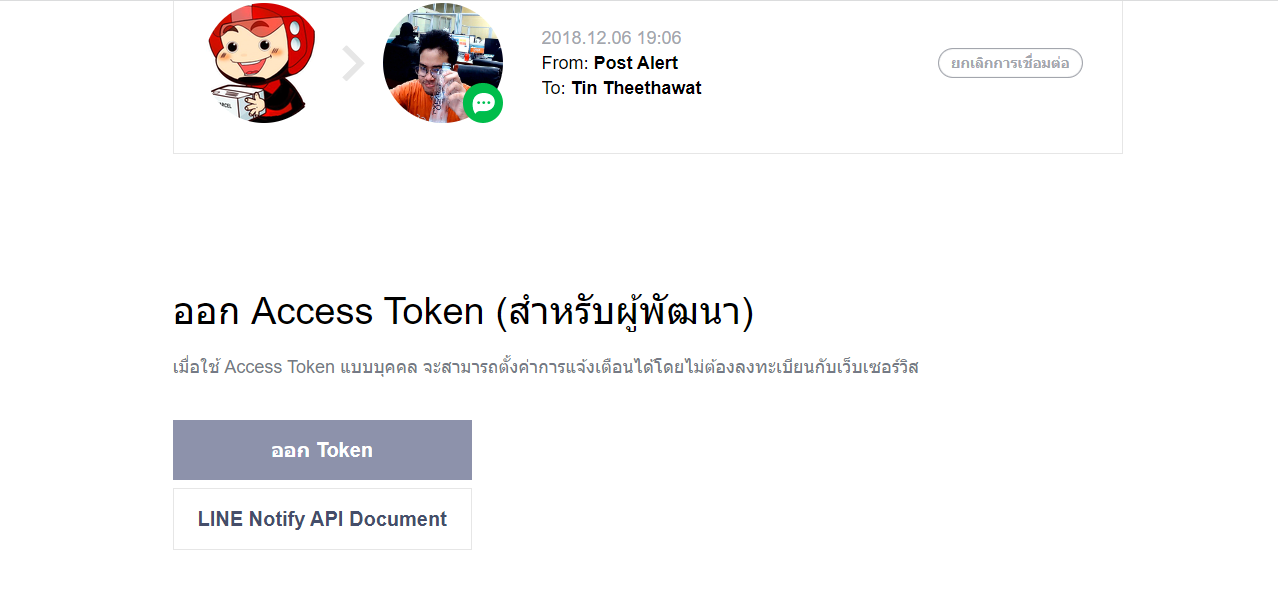 2018.12.06 19:06
From: Post Alert
To: Tin Theethawat
ยกเลิกการเชื่อมต่อ
ออก Access Token (สำหรับผู้พัฒนา)
เมื่อใช้ Access Token แบบบุคคล จะสามารถตั้งค่าการแจ้งเตือนได้โดยไม่ต้องลงทะเบียนกับเว็บเซอร์วิส
ออก Token
LINE Notify API Document